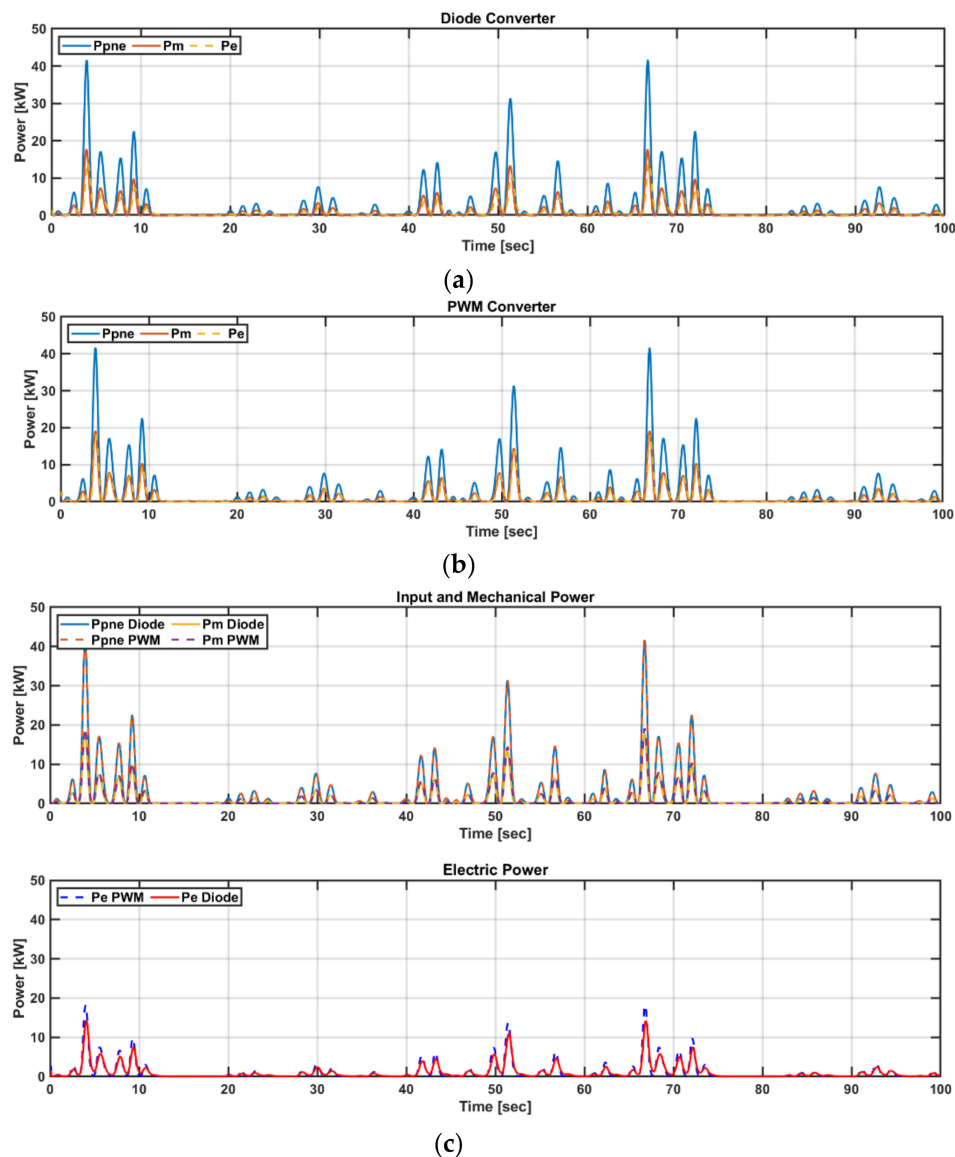 Diode Converter
Ppne Pm Pe
Power [kW]
50
40
30
20
10
0
0 10 20 30 40 50 60 70 80 90 100
Time [sec]
(a)
PWM Converter
Ppne Pm Pe
Power [kW]
50
40
30
20
10
0
0 10 20 30 40 50 60 70 80 90 100
Time [sec]
(b)
Input and Mechanical Power
Ppne Diode Pm Diode
Ppne PWM Pm PWM
Power [kW]
50
40
30
20
10
0
0 10 20 30 40 50 60 70 80 90 100
Time [sec]
Electric Power
Pe PWM Pe Diode
Power [kW]
50
40
30
20
10
0
0 10 20 30 40 50 60 70 80 90 100
Time [sec]
(c)